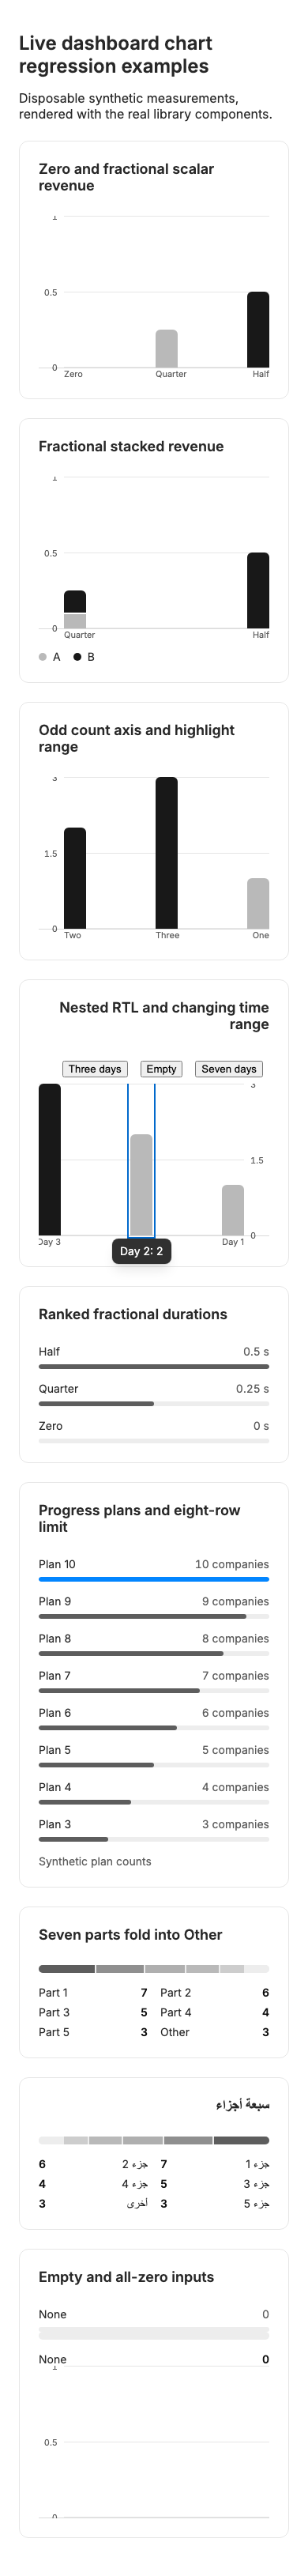 Live dashboard chart
regression examples
Disposable synthetic measurements,
rendered with the real library components.
Zero and fractional scalar
revenue
1
0.5
0
Zero Quarter Half
Fractional stacked revenue
1
0.5
0
Quarter Half
A B
Odd count axis and highlight
range
3
1.5
0
Two Three One
Nested RTL and changing time
range
Three days Empty Seven days
3
1.5
0
Day 3 Day 1
Day 2: 2
Ranked fractional durations
Half 0.5 s
Quarter 0.25 s
Zero 0 s
Progress plans and eight-row
limit
Plan 10 10 companies
Plan 9 9 companies
Plan 8 8 companies
Plan 7 7 companies
Plan 6 6 companies
Plan 5 5 companies
Plan 4 4 companies
Plan 3 3 companies
Synthetic plan counts
Seven parts fold into Other
Part 1 7 Part 2 6
Part 3 5 Part 4 4
Part 5 3 Other 3
سبعة أجزاء
جزء 1 7 جزء 2 6
جزء 3 5 جزء 4 4
جزء 5 3 أخرى 3
Empty and all-zero inputs
None 0
None 0
1
0.5
0